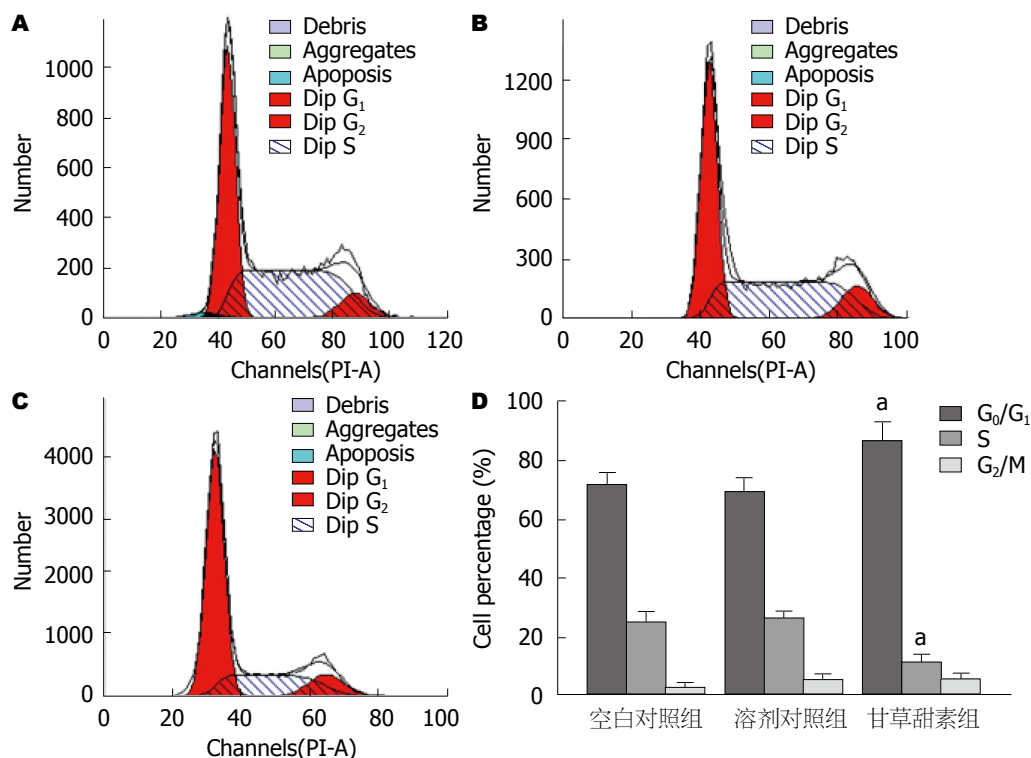 A
Number
1000
800
600
400
200
0
20 40 60 80 100 120
Channels(PI-A)
Debris
Aggregates
Apoposis
Dip G₁
Dip G₂
Dip S
B
Number
1200
900
600
300
0
0 20 40 60 80 100
Channels(PI-A)
Debris
Aggregates
Apoposis
Dip G₁
Dip G₂
Dip S
C
Number
4000
3000
2000
1000
0
0 20 40 60 80 100
Channels(PI-A)
Debris
Aggregates
Apoposis
Dip G₁
Dip G₂
Dip S
D
Cell percentage (%)
100
80
60
40
20
0
a
a
G₀/G₁
S
G₂/M
空白对照组 溶剂对照组 甘草甜素组